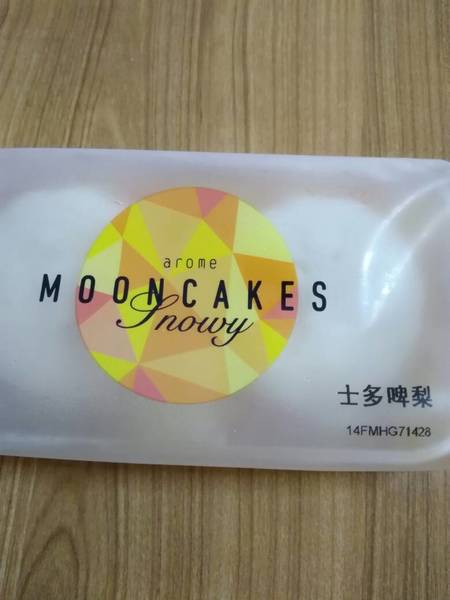 arome
MOONCAKES
Snowy
士多啤梨
14FMHG71428